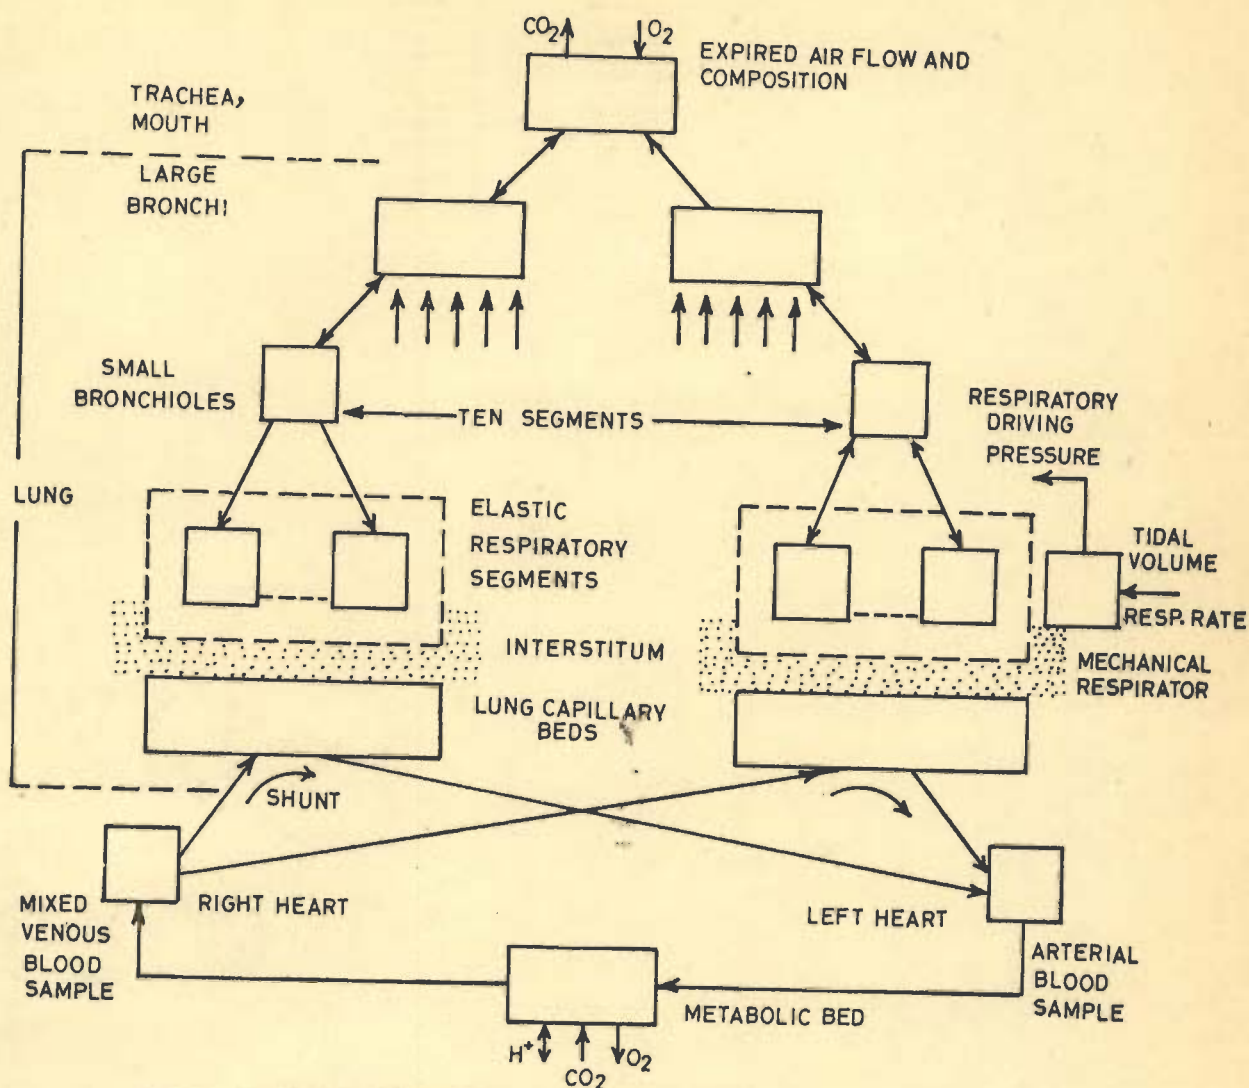 CO2
O2
EXPIRED AIR FLOW AND
COMPOSITION
TRACHEA,
MOUTH
LARGE
BRONCHI
SMALL
BRONCHIOLES
TEN SEGMENTS
RESPIRATORY
DRIVING
PRESSURE
LUNG
ELASTIC
RESPIRATORY
SEGMENTS
TIDAL
VOLUME
RESP. RATE
INTERSTITUM
MECHANICAL
RESPIRATOR
LUNG CAPILLARY
BEDS
SHUNT
RIGHT HEART
LEFT HEART
MIXED
VENOUS
BLOOD
SAMPLE
ARTERIAL
BLOOD
SAMPLE
METABOLIC BED
H+
CO2
O2